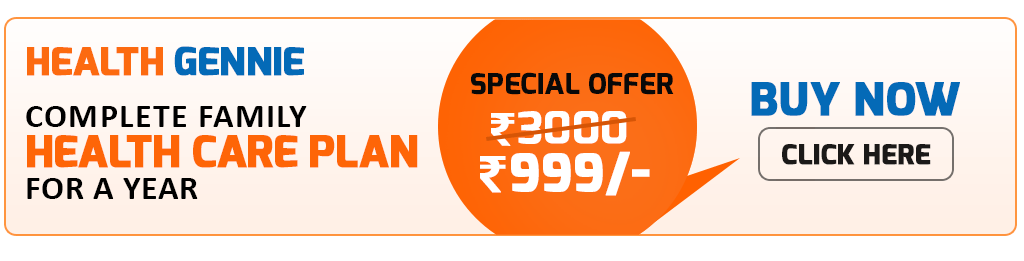 HEALTH GENNIE
COMPLETE FAMILY
HEALTH CARE PLAN
FOR A YEAR
SPECIAL OFFER
₹3000
₹999/-
BUY NOW
CLICK HERE